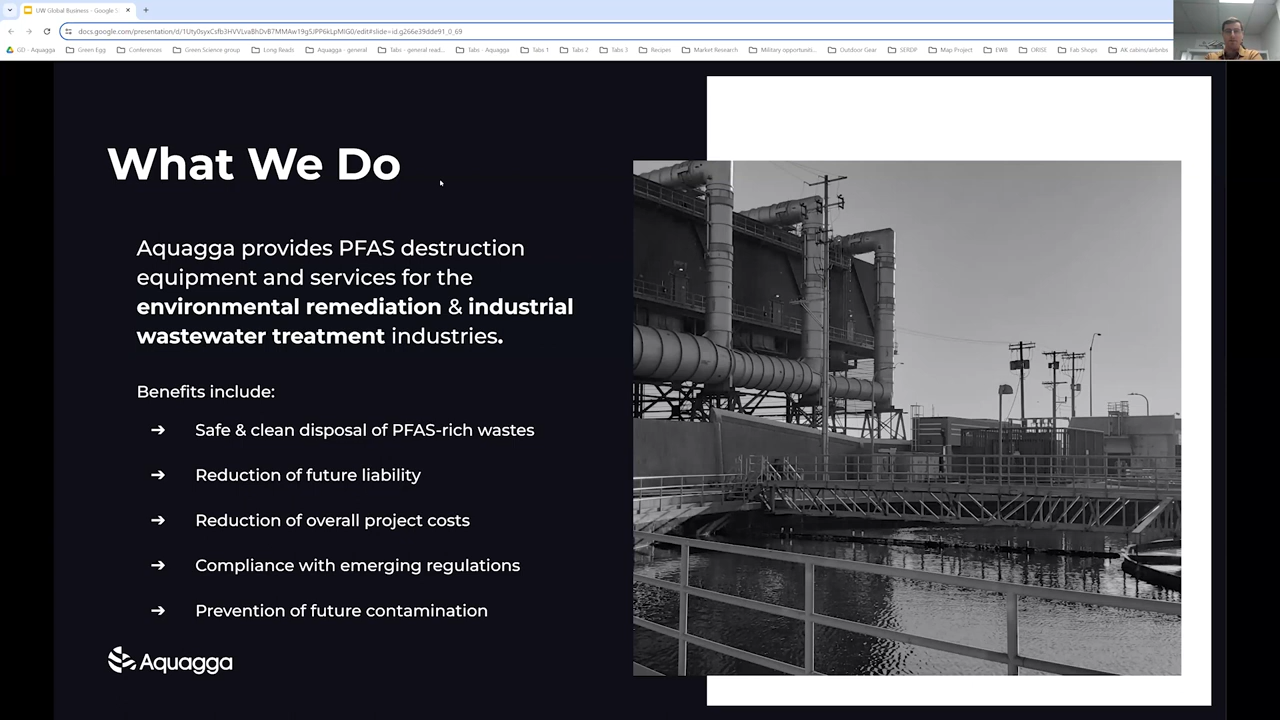 UW Global Business - Google S
docs.google.com/presentation/d/1Uty0syxCsfb3HVVLvaBhDvB7MMAw19g5JPP6kLpMIG0/edit#slide=id.g266e39dde91_0_69
GD - Aquagga
Green Egg
Conferences
Green Science group
Long Reads
Aquagga - general
Tabs - general read...
Tabs - Aquagga
Tabs 1
Tabs 2
Tabs 3
Recipes
Market Research
Military opportuniti...
Outdoor Gear
SERDP
Map Project
FWB
ORISE
Fab Shops
AK cabins/airbnbs
What We Do
Aquagga provides PFAS destruction
equipment and services for the
environmental remediation & industrial
wastewater treatment industries.
Benefits include:
➔ Safe & clean disposal of PFAS-rich wastes
➔ Reduction of future liability
➔ Reduction of overall project costs
➔ Compliance with emerging regulations
➔ Prevention of future contamination
Aquagga